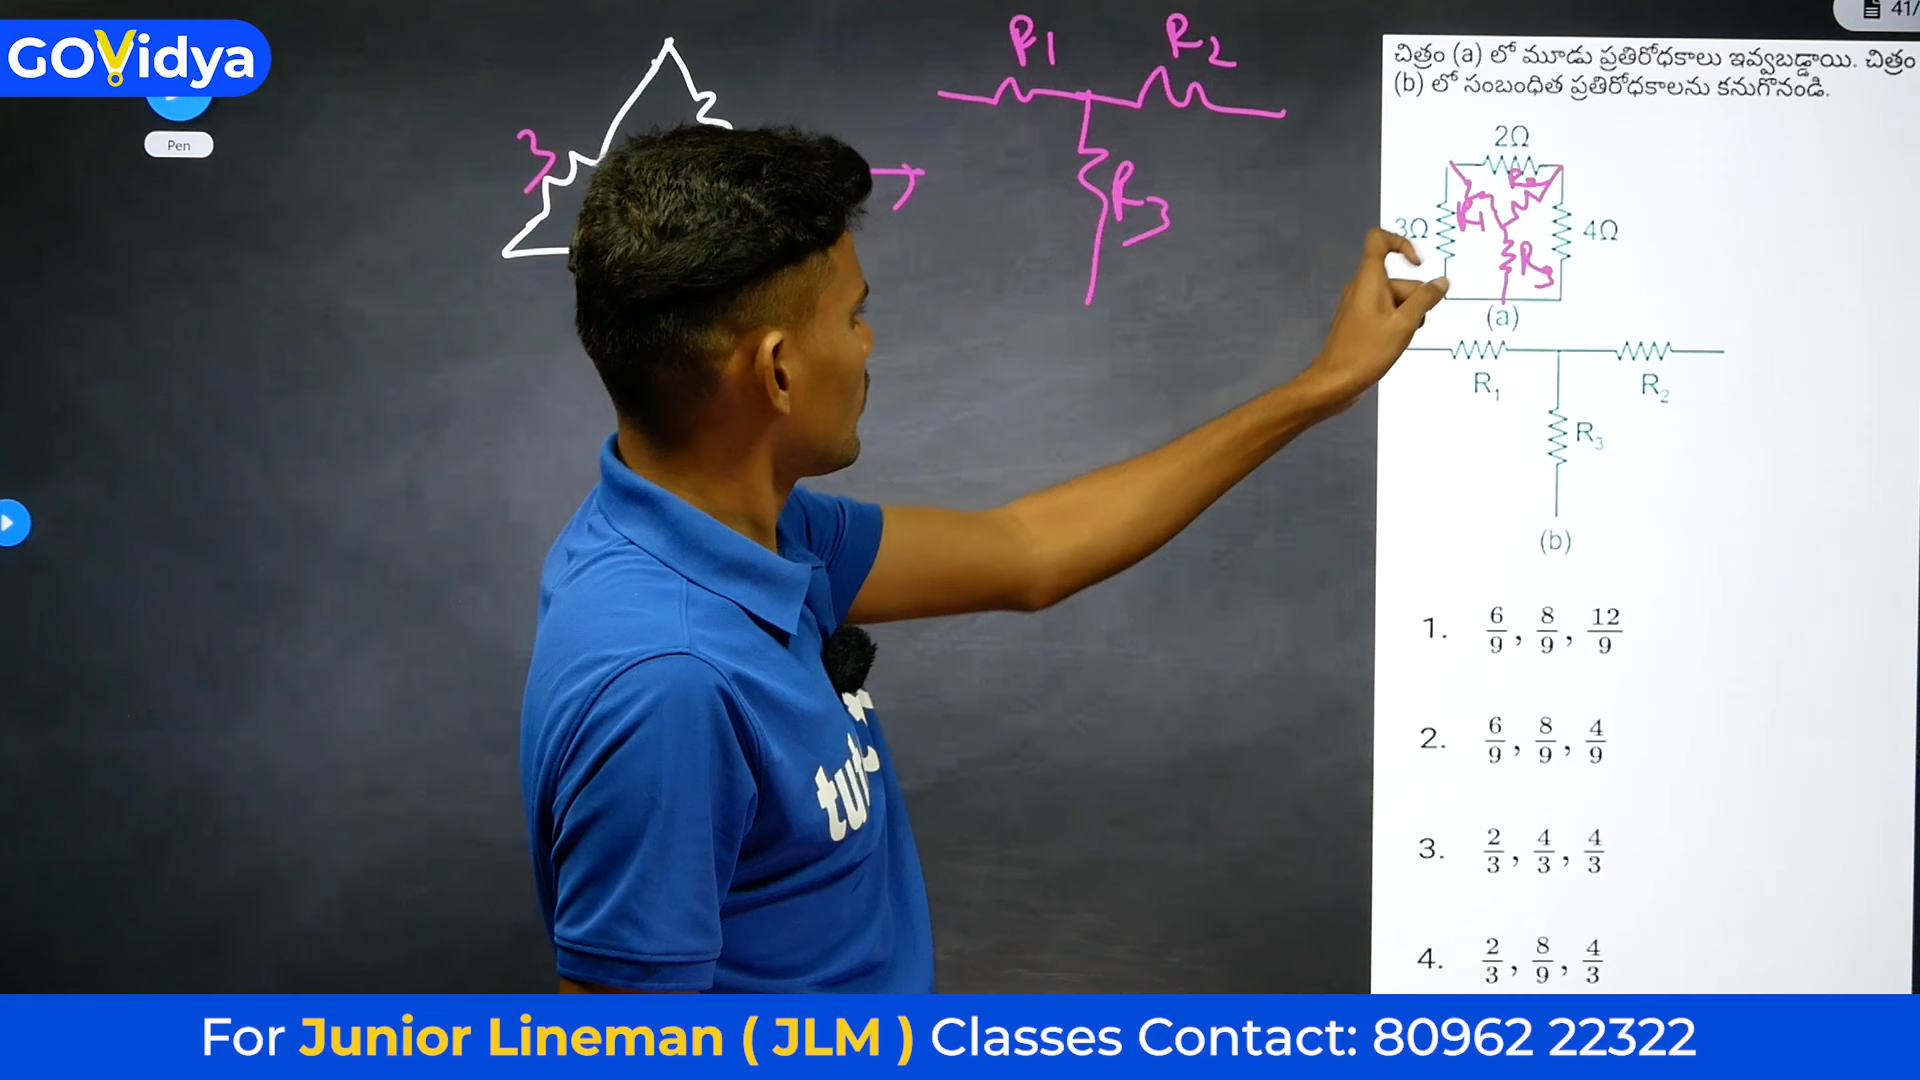 GOVidya
Pen
41/
R1
R2
3
R3
చిత్రం (a) లో మూడు ప్రతిరోధకాలు ఇవ్వబడ్డాయి. చిత్రం
(b) లో సంబంధిత ప్రతిరోధకాలను కనుగొనండి.
2Ω
R1
R2
3Ω
4Ω
R3
(a)
R₁
R₂
R₃
(b)
1. 6/9, 8/9, 12/9
2. 6/9, 8/9, 4/9
3. 2/3, 4/3, 4/3
4. 2/3, 8/9, 4/3
For Junior Lineman ( JLM ) Classes Contact: 80962 22322